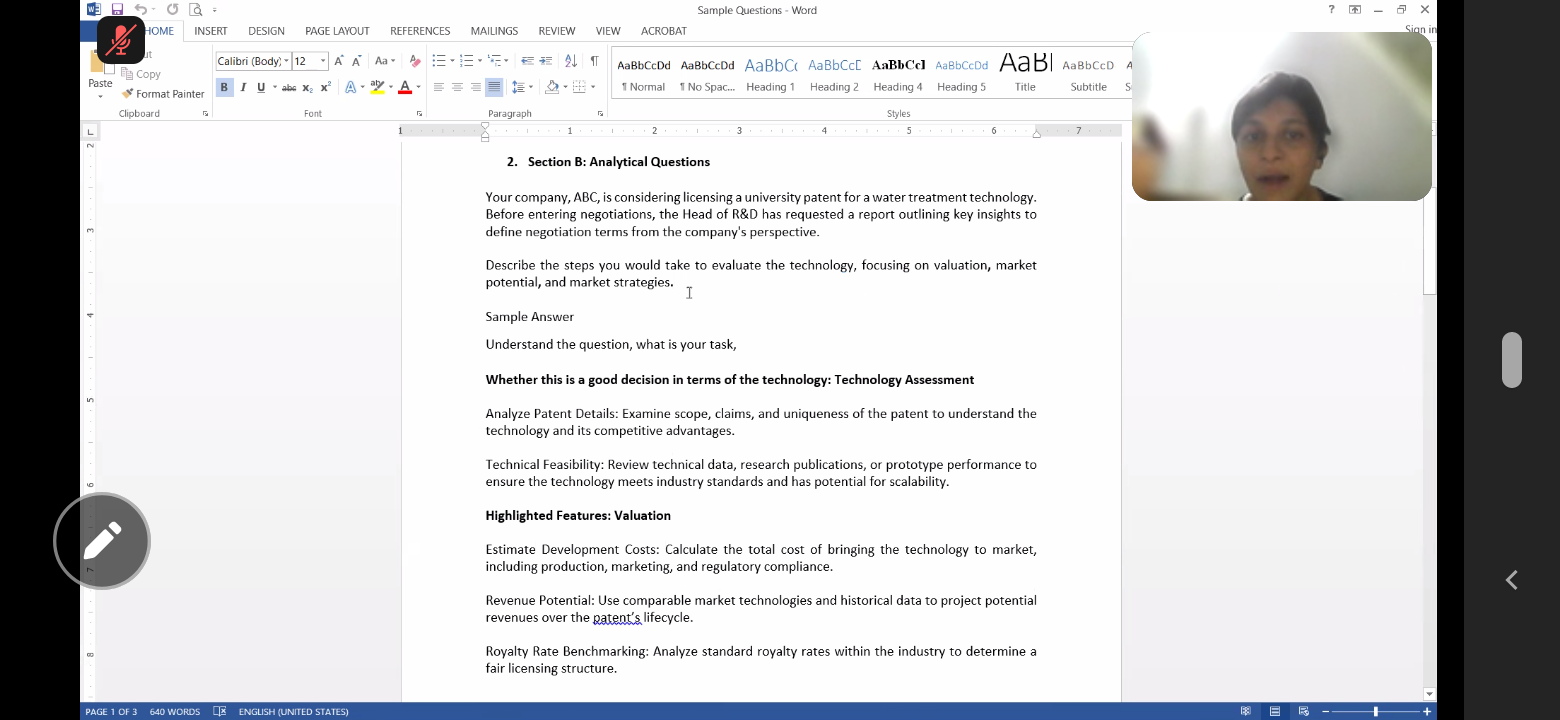 Sample Questions - Word
Sign in
HOME INSERT DESIGN PAGE LAYOUT REFERENCES MAILINGS REVIEW VIEW ACROBAT
Paste
Copy
Format Painter
Clipboard
Calibri (Body) 12
Font
Paragraph
AaBbCcDd AaBbCcDd AaBbCc AaBbCcE AaBbCcI AaBbCcDd AaBl AaBbCcD
¶ Normal ¶ No Spac... Heading 1 Heading 2 Heading 4 Heading 5 Title Subtitle
Styles
1 1 2 3 4 5 6 7
2. Section B: Analytical Questions
Your company, ABC, is considering licensing a university patent for a water treatment technology.
Before entering negotiations, the Head of R&D has requested a report outlining key insights to
define negotiation terms from the company's perspective.
Describe the steps you would take to evaluate the technology, focusing on valuation, market
potential, and market strategies.
Sample Answer
Understand the question, what is your task,
Whether this is a good decision in terms of the technology: Technology Assessment
Analyze Patent Details: Examine scope, claims, and uniqueness of the patent to understand the
technology and its competitive advantages.
Technical Feasibility: Review technical data, research publications, or prototype performance to
ensure the technology meets industry standards and has potential for scalability.
Highlighted Features: Valuation
Estimate Development Costs: Calculate the total cost of bringing the technology to market,
including production, marketing, and regulatory compliance.
Revenue Potential: Use comparable market technologies and historical data to project potential
revenues over the patent’s lifecycle.
Royalty Rate Benchmarking: Analyze standard royalty rates within the industry to determine a
fair licensing structure.
PAGE 1 OF 3 640 WORDS ENGLISH (UNITED STATES)